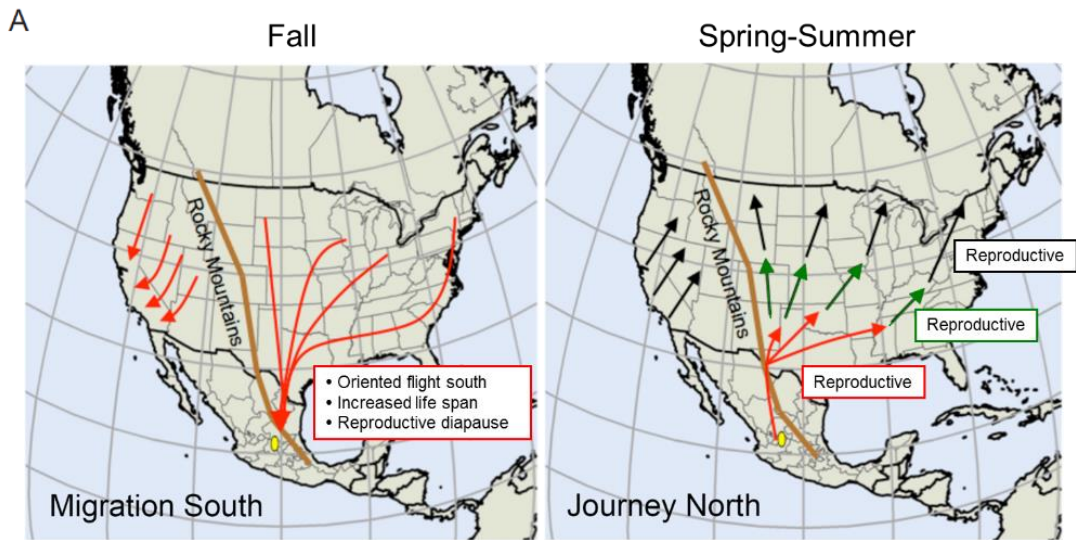 A
Fall
Spring-Summer
Rocky Mountains
• Oriented flight south
• Increased life span
• Reproductive diapause
Migration South
Rocky Mountains
Reproductive
Reproductive
Reproductive
Journey North